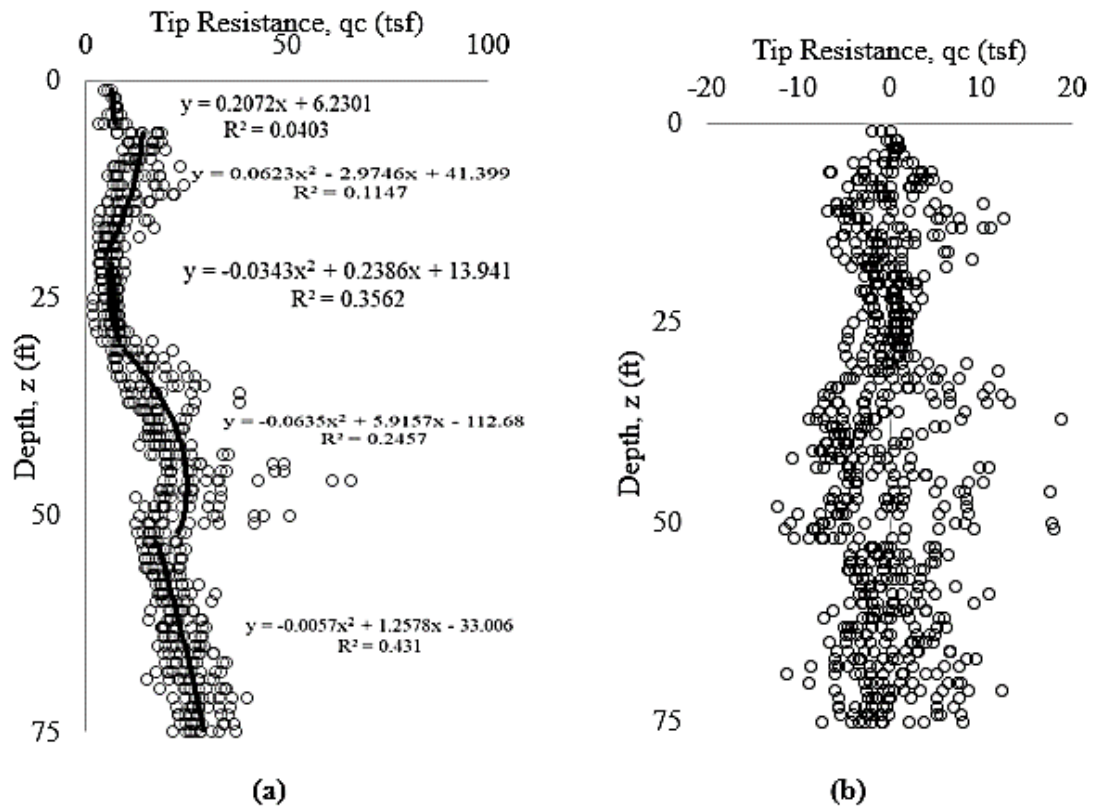 Tip Resistance, qc (tsf)
0 50 100
0
25
50
75
Depth, z (ft)
y = 0.2072x + 6.2301
R² = 0.0403
y = 0.0623x² - 2.9746x + 41.399
R² = 0.1147
y = -0.0343x² + 0.2386x + 13.941
R² = 0.3562
y = -0.0635x² + 5.9157x - 112.68
R² = 0.2457
y = -0.0057x² + 1.2578x - 33.006
R² = 0.431
(a)
Tip Resistance, qc (tsf)
-20 -10 0 10 20
0
25
50
75
Depth, z (ft)
(b)